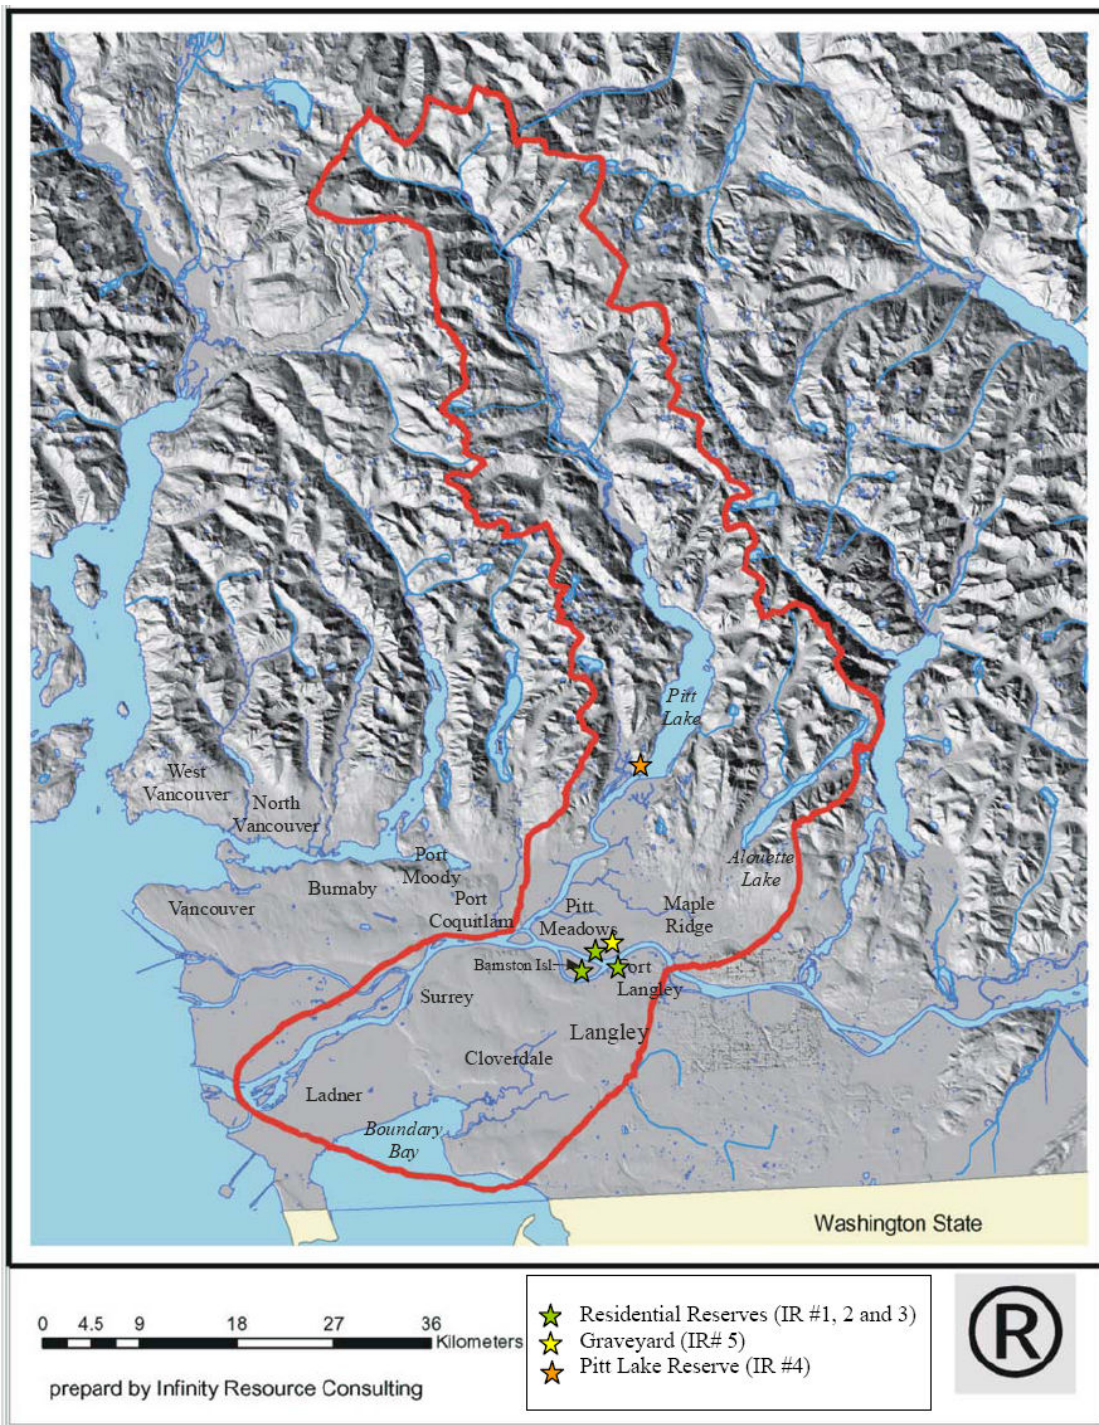 Pitt
Lake
West
Vancouver
North
Vancouver
Port
Moody
Burnaby
Alouette
Lake
Port
Coquitlam
Vancouver
Pitt
Meadows
Maple
Ridge
Barnston Isl
ort
Langley
Surrey
Langley
Cloverdale
Ladner
Boundary
Bay
Washington State
0 4.5 9 18 27 36
Kilometers
prepard by Infinity Resource Consulting
Residential Reserves (IR #1, 2 and 3)
Graveyard (IR# 5)
Pitt Lake Reserve (IR #4)
R